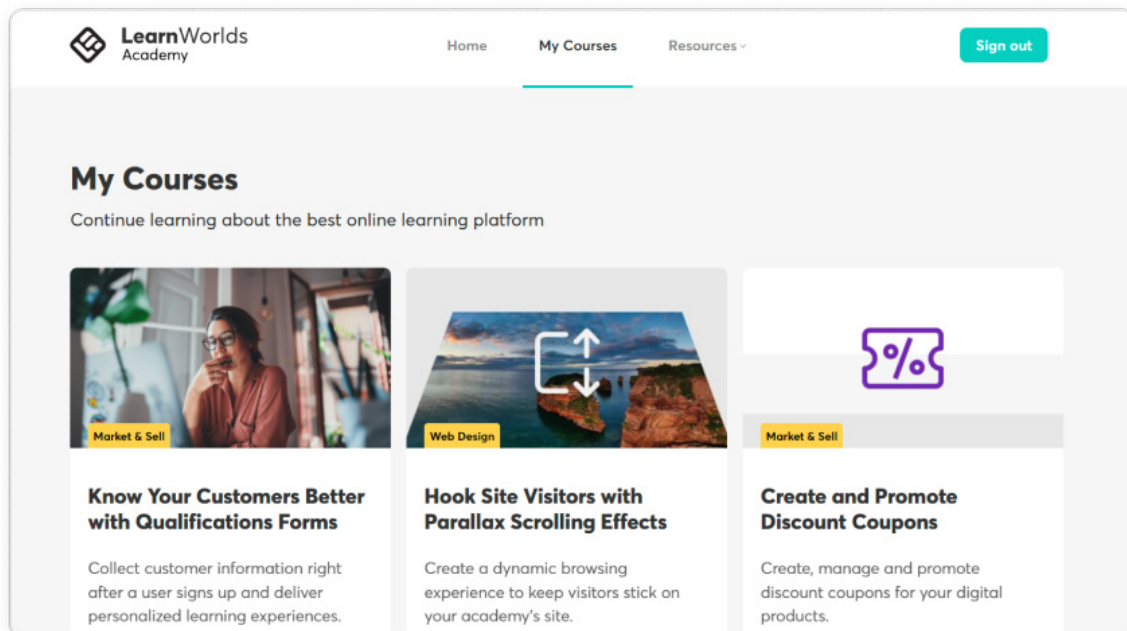 LearnWorlds
Academy
Home
My Courses
Resources
Sign out
My Courses
Continue learning about the best online learning platform
Market & Sell
Know Your Customers Better
with Qualifications Forms
Collect customer information right
after a user signs up and deliver
personalized learning experiences.
Web Design
Hook Site Visitors with
Parallax Scrolling Effects
Create a dynamic browsing
experience to keep visitors stick on
your academy's site.
%
Market & Sell
Create and Promote
Discount Coupons
Create, manage and promote
discount coupons for your digital
products.